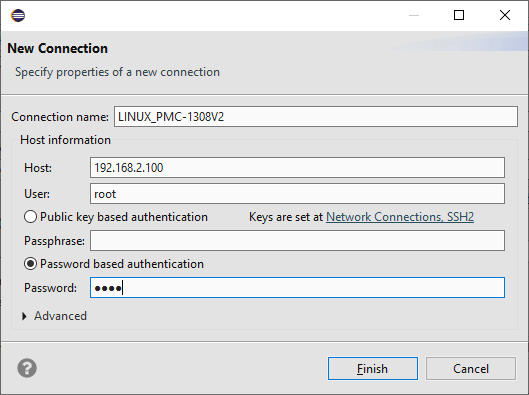 New Connection
Specify properties of a new connection
Connection name: LINUX_PMC-1308V2
Host information
Host: 192.168.2.100
User: root
Public key based authentication Keys are set at Network Connections, SSH2
Passphrase:
Password based authentication
Password: ●●●●
Advanced
? Finish Cancel